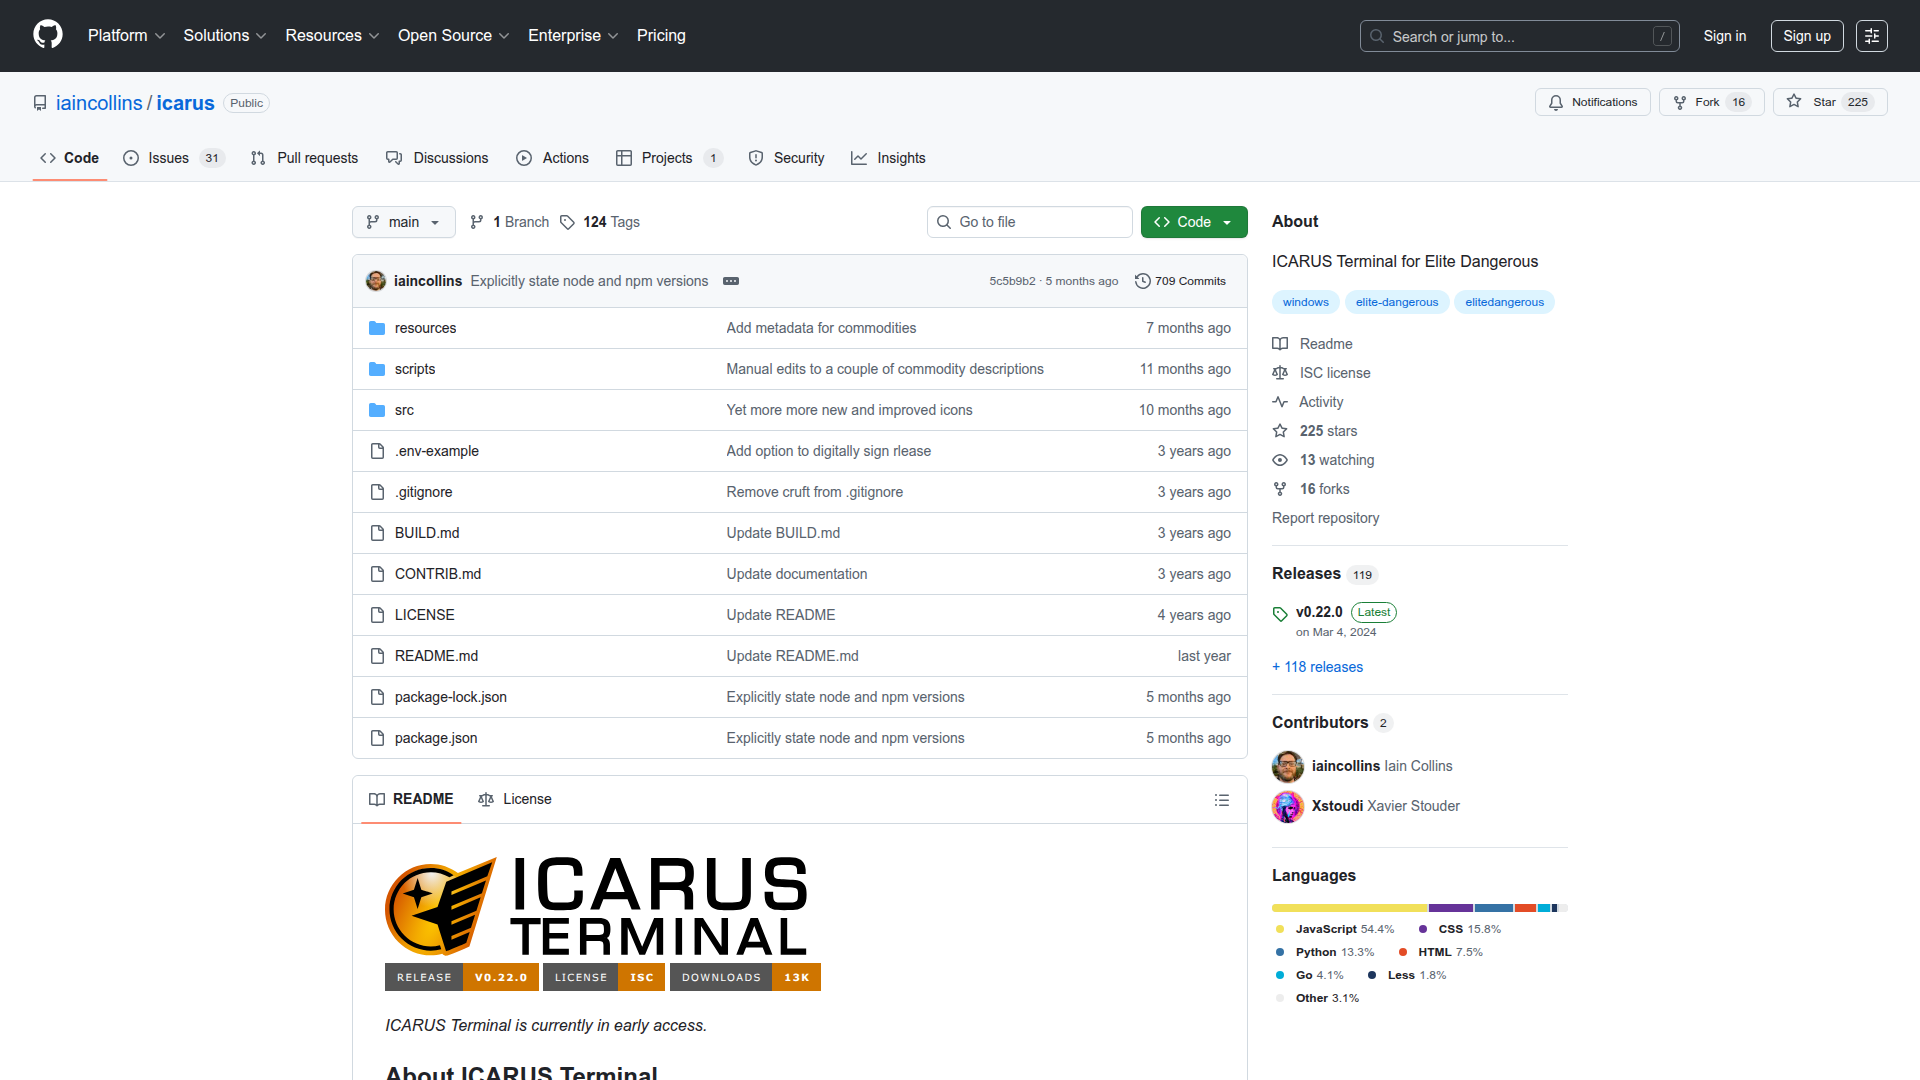 Platform Solutions Resources Open Source Enterprise Pricing Search or jump to... / Sign in Sign up
iaincollins / icarus Public Notifications Fork 16 Star 225
Code Issues 31 Pull requests Discussions Actions Projects 1 Security Insights
main 1 Branch 124 Tags Go to file Code
iaincollins Explicitly state node and npm versions 5c5b9b2 · 5 months ago 709 Commits
resources Add metadata for commodities 7 months ago
scripts Manual edits to a couple of commodity descriptions 11 months ago
src Yet more more new and improved icons 10 months ago
.env-example Add option to digitally sign rlease 3 years ago
.gitignore Remove cruft from .gitignore 3 years ago
BUILD.md Update BUILD.md 3 years ago
CONTRIB.md Update documentation 3 years ago
LICENSE Update README 4 years ago
README.md Update README.md last year
package-lock.json Explicitly state node and npm versions 5 months ago
package.json Explicitly state node and npm versions 5 months ago
README License
ICARUS
TERMINAL
RELEASE V0.22.0 LICENSE ISC DOWNLOADS 13K
ICARUS Terminal is currently in early access.
About ICARUS Terminal
About
ICARUS Terminal for Elite Dangerous
windows elite-dangerous elitedangerous
Readme
ISC license
Activity
225 stars
13 watching
16 forks
Report repository
Releases 119
v0.22.0 Latest
on Mar 4, 2024
+ 118 releases
Contributors 2
iaincollins Iain Collins
Xstoudi Xavier Stouder
Languages
JavaScript 54.4% CSS 15.8%
Python 13.3% HTML 7.5%
Go 4.1% Less 1.8%
Other 3.1%